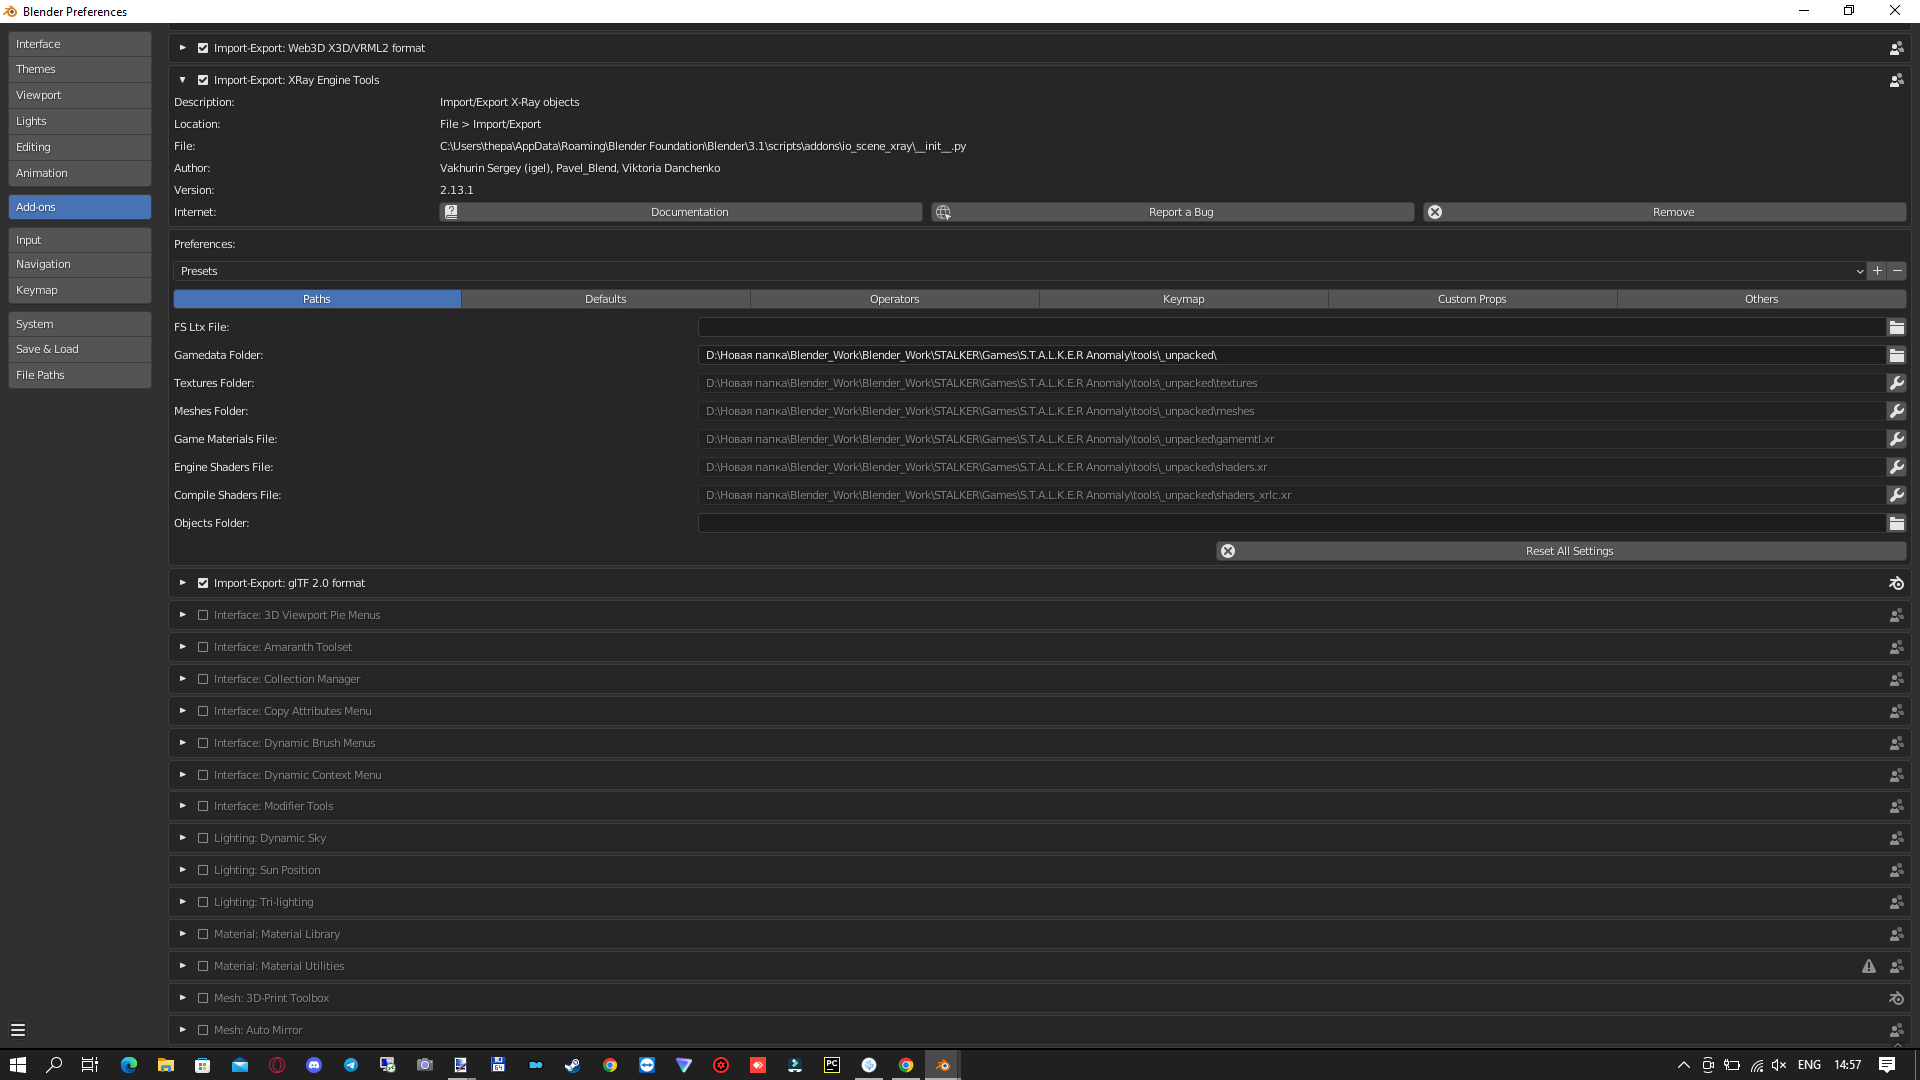 Blender Preferences
Interface
Themes
Viewport
Lights
Editing
Animation
Add-ons
Input
Navigation
Keymap
System
Save & Load
File Paths
Import-Export: Web3D X3D/VRML2 format
Import-Export: XRay Engine Tools
Description: Import/Export X-Ray objects
Location: File > Import/Export
File: C:\Users\thepa\AppData\Roaming\Blender Foundation\Blender\3.1\scripts\addons\io_scene_xray\__init__.py
Author: Vakhurin Sergey (igel), Pavel_Blend, Viktoria Danchenko
Version: 2.13.1
Internet: Documentation Report a Bug Remove
Preferences:
Presets
Paths Defaults Operators Keymap Custom Props Others
FS Ltx File:
Gamedata Folder: D:\Новая папка\Blender_Work\Blender_Work\STALKER\Games\S.T.A.L.K.E.R Anomaly\tools\_unpacked\
Textures Folder: D:\Новая папка\Blender_Work\Blender_Work\STALKER\Games\S.T.A.L.K.E.R Anomaly\tools\_unpacked\textures
Meshes Folder: D:\Новая папка\Blender_Work\Blender_Work\STALKER\Games\S.T.A.L.K.E.R Anomaly\tools\_unpacked\meshes
Game Materials File: D:\Новая папка\Blender_Work\Blender_Work\STALKER\Games\S.T.A.L.K.E.R Anomaly\tools\_unpacked\gamemtl.xr
Engine Shaders File: D:\Новая папка\Blender_Work\Blender_Work\STALKER\Games\S.T.A.L.K.E.R Anomaly\tools\_unpacked\shaders.xr
Compile Shaders File: D:\Новая папка\Blender_Work\Blender_Work\STALKER\Games\S.T.A.L.K.E.R Anomaly\tools\_unpacked\shaders_xrlc.xr
Objects Folder:
Reset All Settings
Import-Export: glTF 2.0 format
Interface: 3D Viewport Pie Menus
Interface: Amaranth Toolset
Interface: Collection Manager
Interface: Copy Attributes Menu
Interface: Dynamic Brush Menus
Interface: Dynamic Context Menu
Interface: Modifier Tools
Lighting: Dynamic Sky
Lighting: Sun Position
Lighting: Tri-lighting
Material: Material Library
Material: Material Utilities
Mesh: 3D-Print Toolbox
Mesh: Auto Mirror
64
PC
ENG 14:57